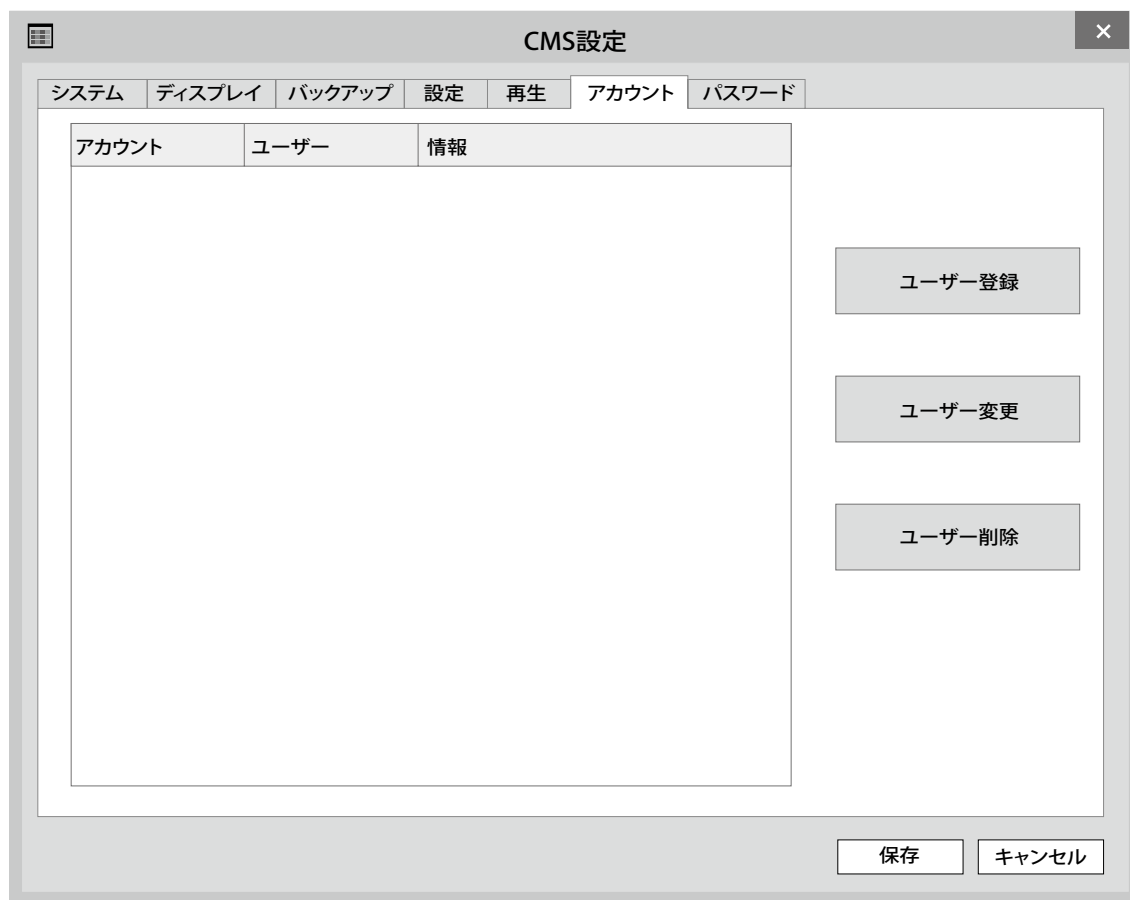 CMS設定
×
システム ディスプレイ バックアップ 設定 再生 アカウント パスワード
アカウント ユーザー 情報
ユーザー登録
ユーザー変更
ユーザー削除
保存 キャンセル